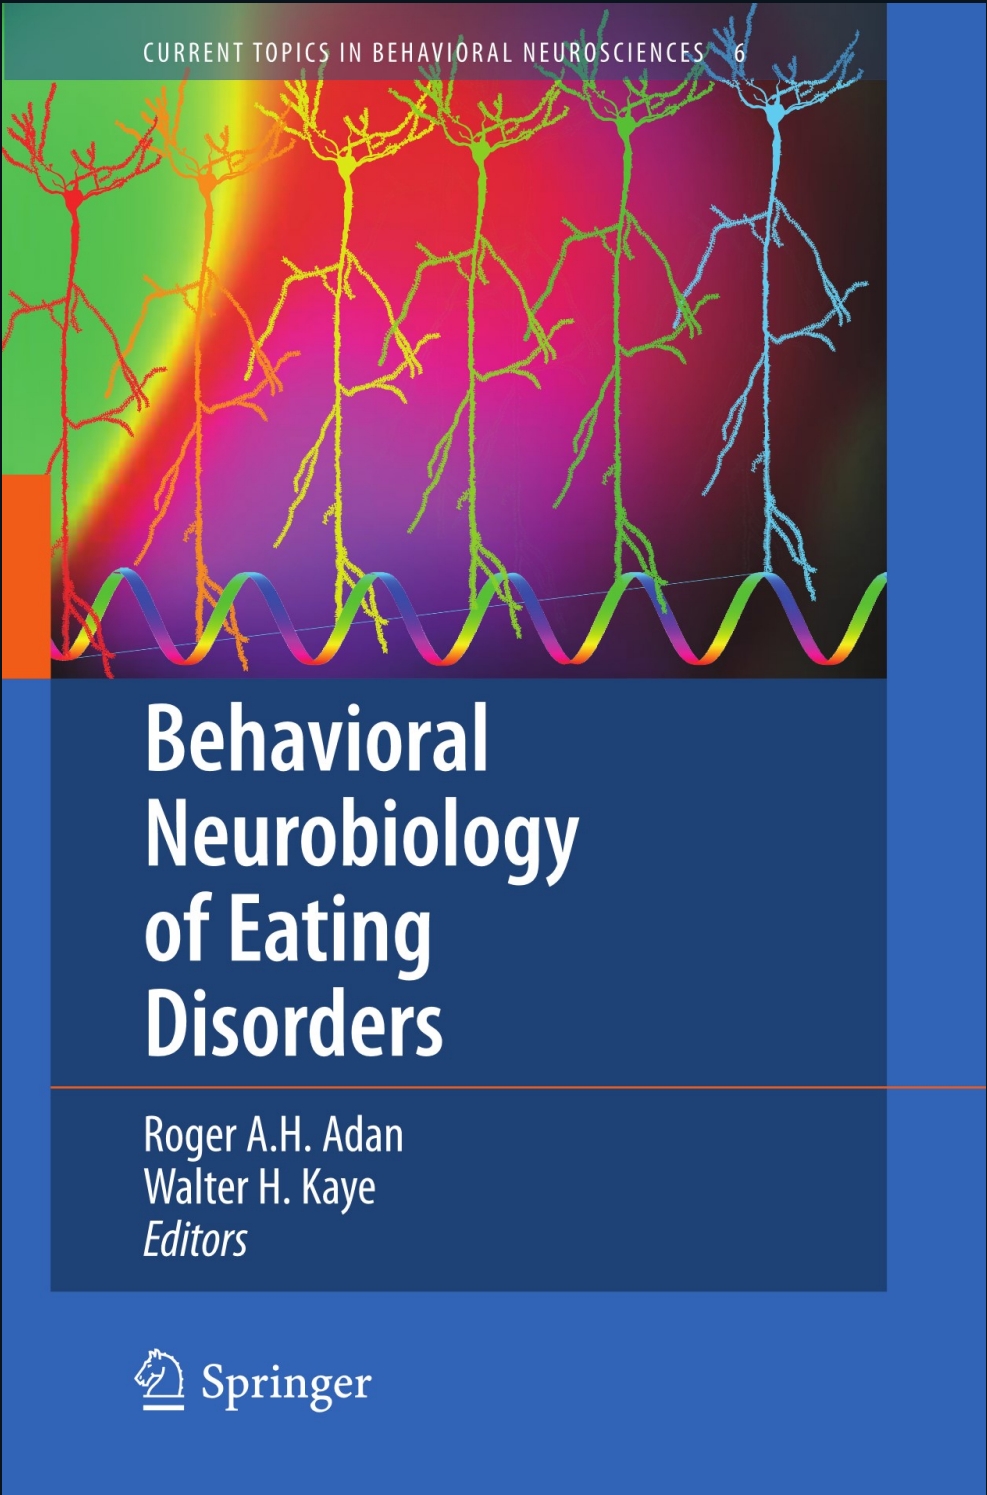 CURRENT TOPICS IN BEHAVIORAL NEUROSCIENCES 6
Behavioral
Neurobiology
of Eating
Disorders
Roger A.H. Adan
Walter H. Kaye
Editors
Springer